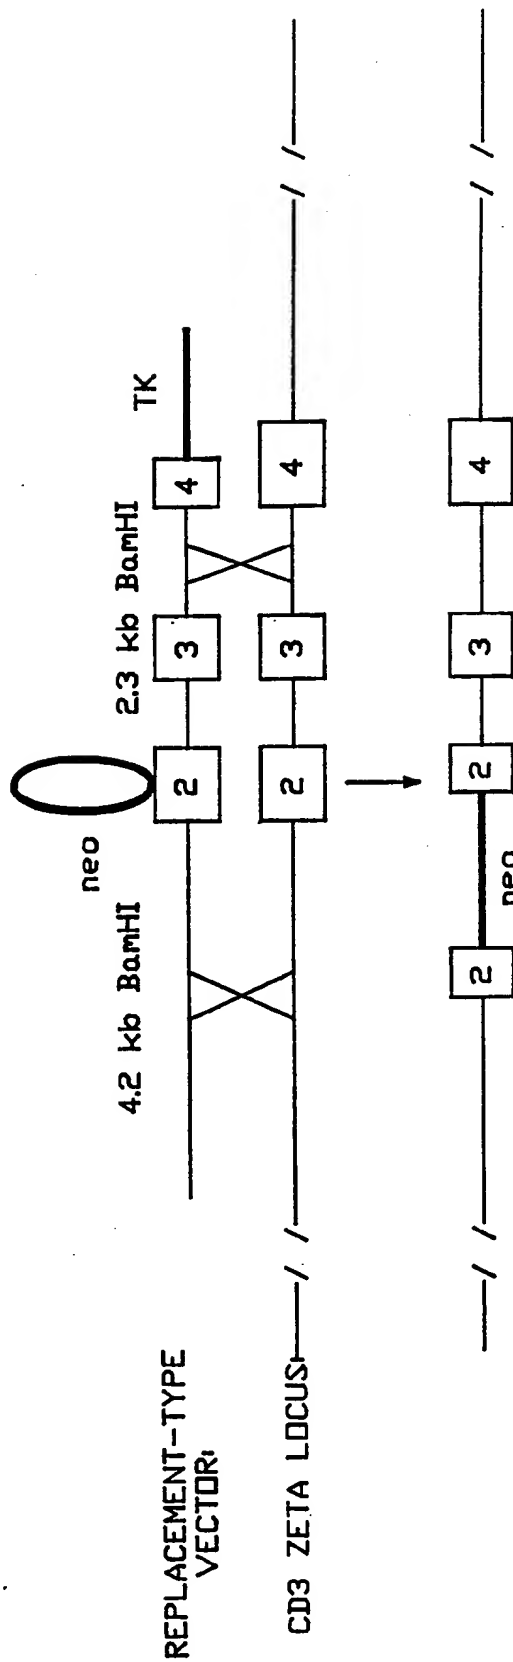 neo
4.2 kb BamHI
2.3 kb BamHI
TK
REPLACEMENT-TYPE
VECTOR:
2
3
4
CD3 ZETA LOCUS:
2
3
4
2
neo
2
3
4